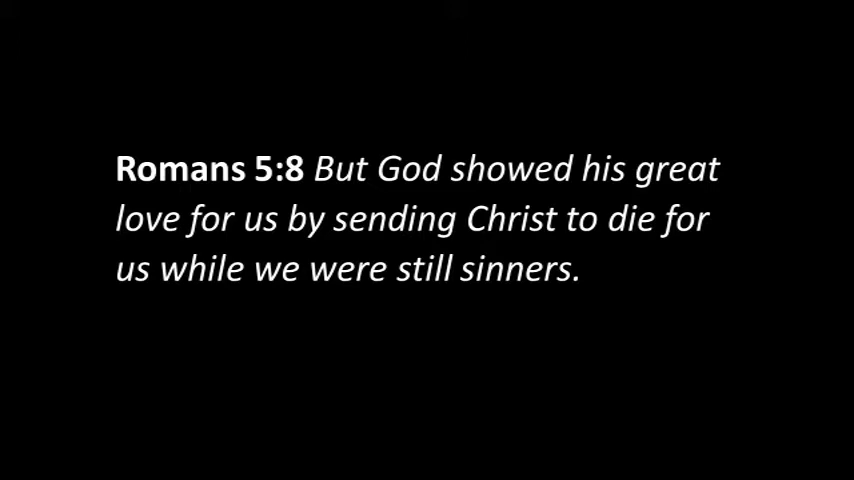 Romans 5:8 But God showed his great
love for us by sending Christ to die for
us while we were still sinners.